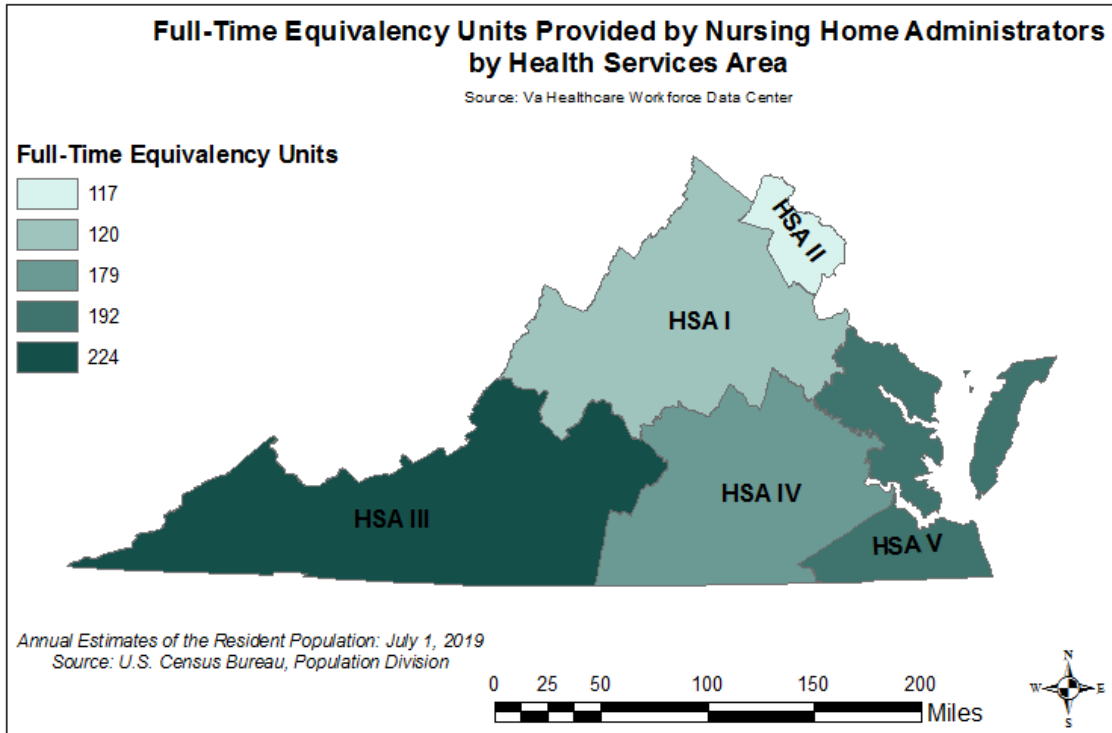 Full-Time Equivalency Units Provided by Nursing Home Administrators
by Health Services Area
Source: Va Healthcare Workforce Data Center
Full-Time Equivalency Units
117
120
179
192
224
HSA II
HSA I
HSA IV
HSA III
HSA V
Annual Estimates of the Resident Population: July 1, 2019
Source: U.S. Census Bureau, Population Division
0 25 50 100 150 200
Miles
N
W E
S